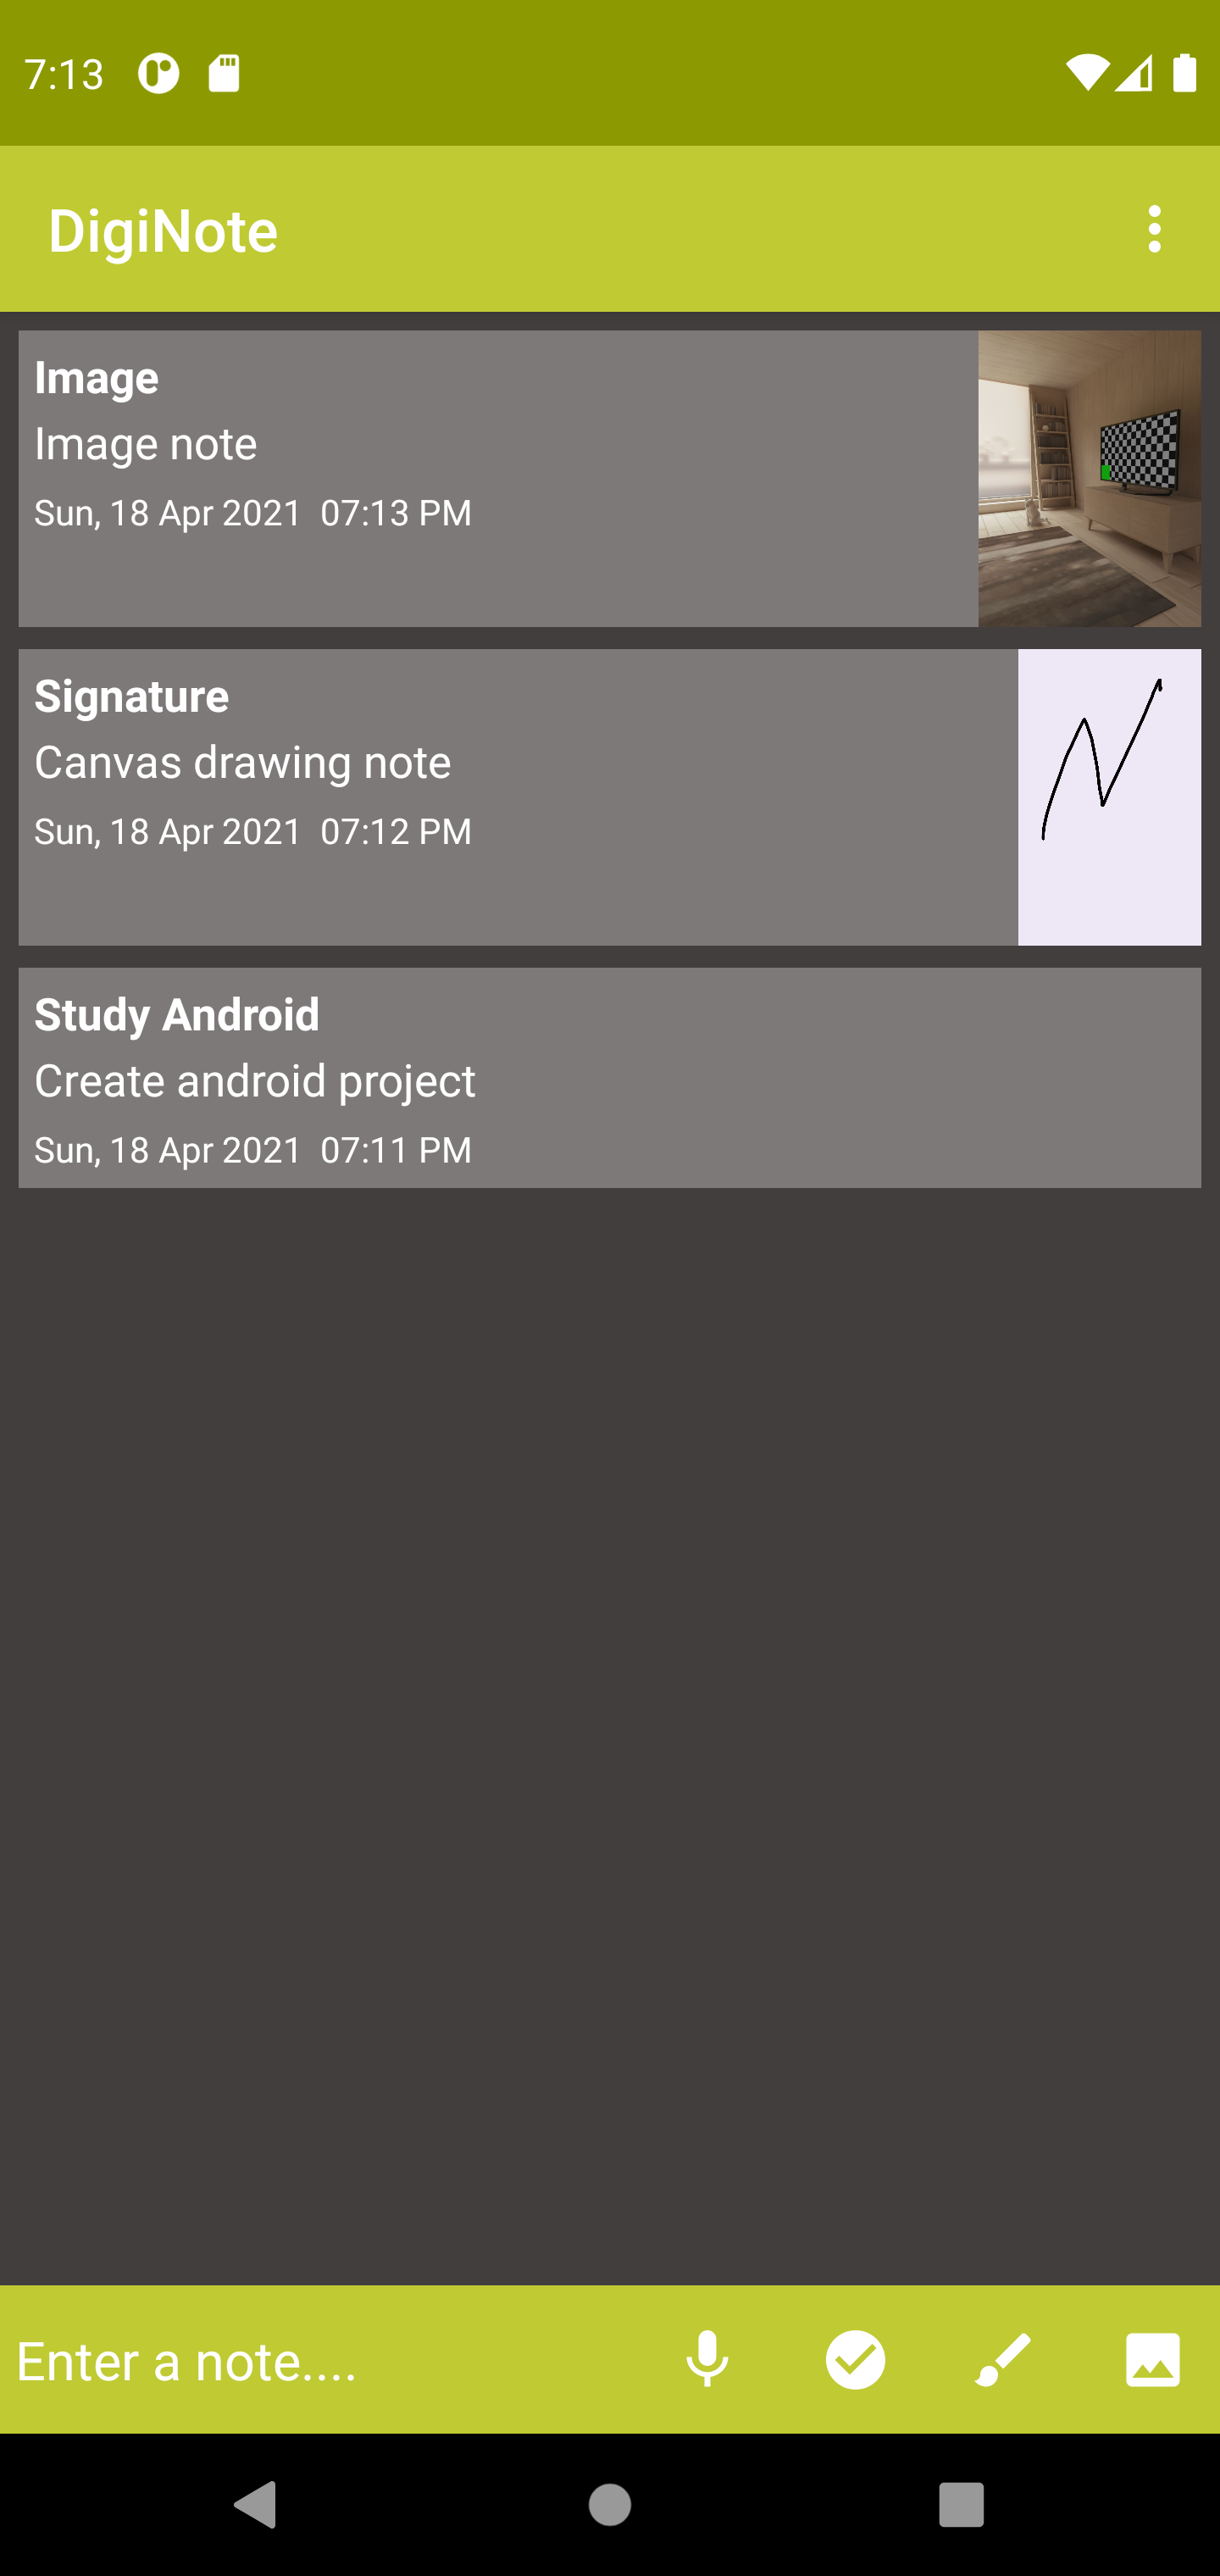 7:13
DigiNote
Image
Image note
Sun, 18 Apr 2021  07:13 PM
Signature
Canvas drawing note
Sun, 18 Apr 2021  07:12 PM
Study Android
Create android project
Sun, 18 Apr 2021  07:11 PM
Enter a note....